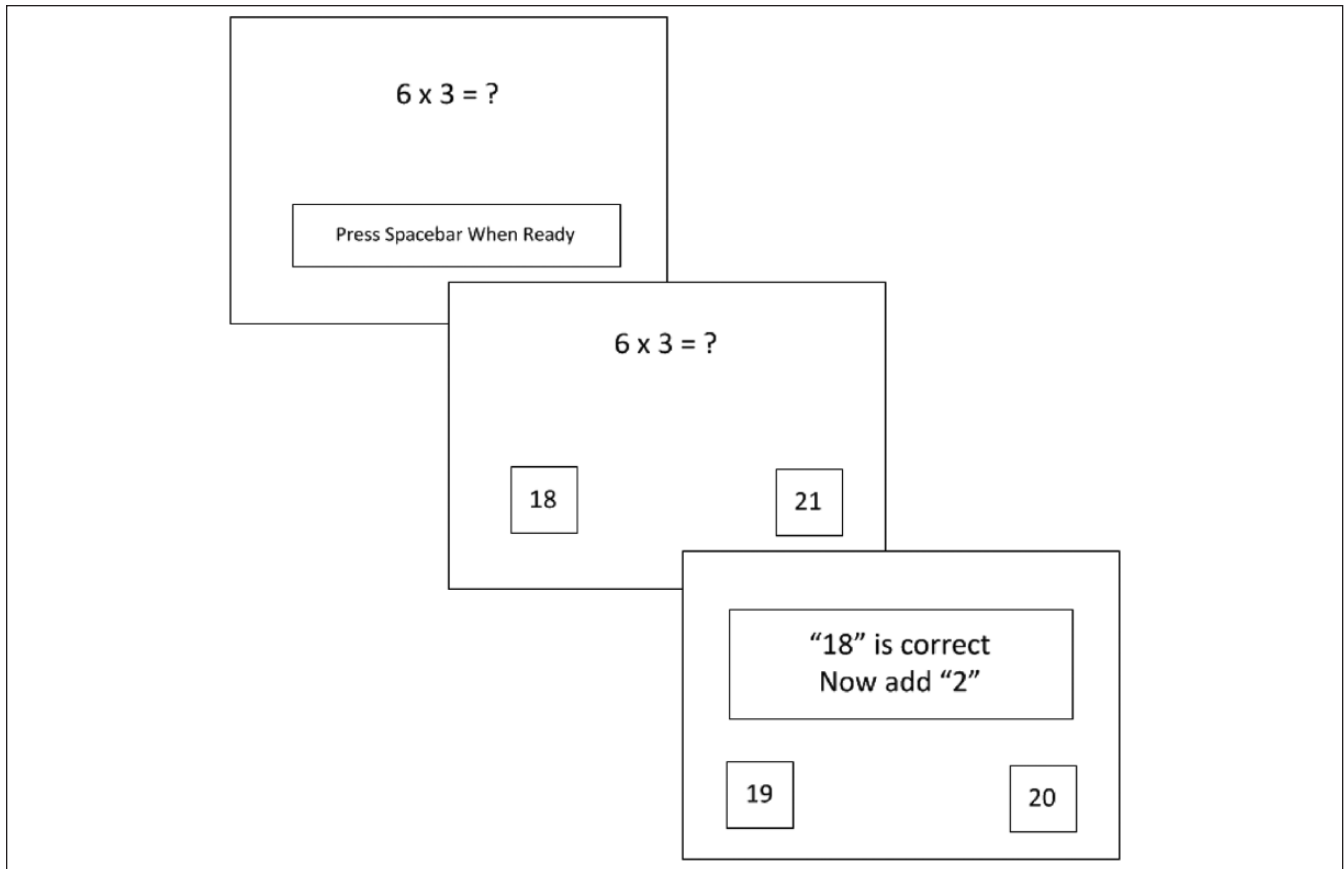 6 x 3 = ?
Press Spacebar When Ready
6 x 3 = ?
18
21
“18” is correct
Now add “2”
19
20